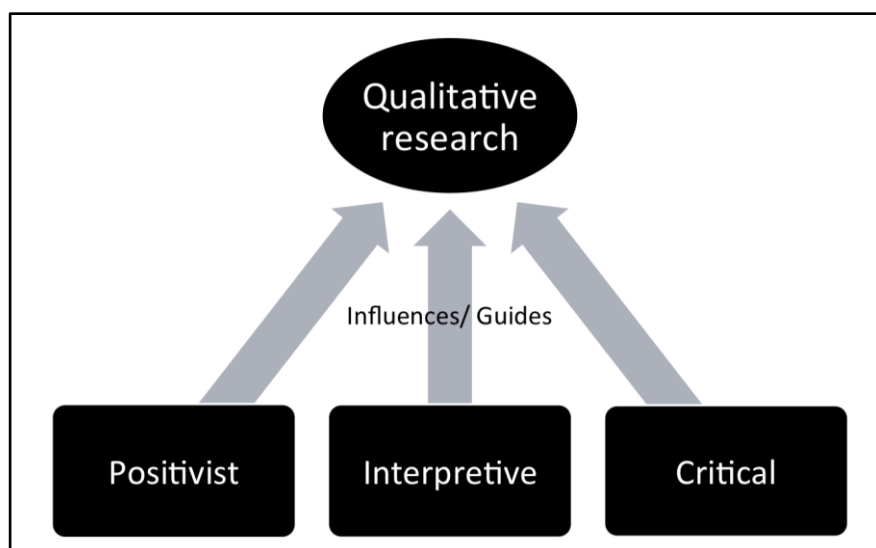 Qualitative
research
Influences/ Guides
Positivist
Interpretive
Critical